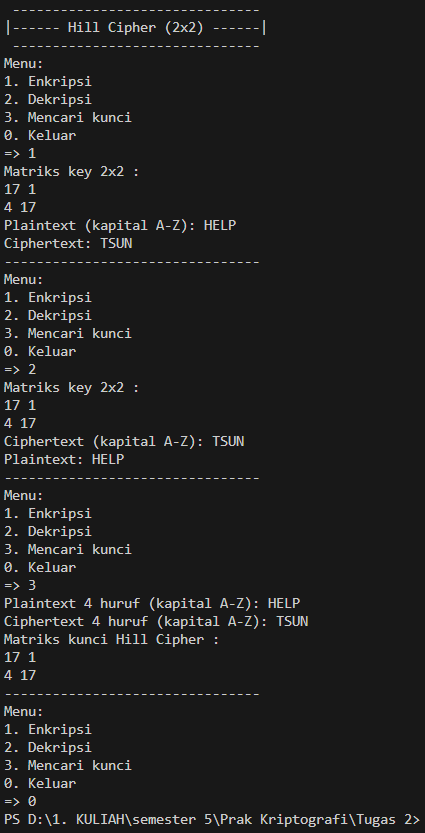 -------------------------------
|------ Hill Cipher (2x2) ------|
-------------------------------
Menu:
1. Enkripsi
2. Dekripsi
3. Mencari kunci
0. Keluar
=> 1
Matriks key 2x2 :
17 1
4 17
Plaintext (kapital A-Z): HELP
Ciphertext: TSUN
--------------------------------
Menu:
1. Enkripsi
2. Dekripsi
3. Mencari kunci
0. Keluar
=> 2
Matriks key 2x2 :
17 1
4 17
Ciphertext (kapital A-Z): TSUN
Plaintext: HELP
--------------------------------
Menu:
1. Enkripsi
2. Dekripsi
3. Mencari kunci
0. Keluar
=> 3
Plaintext 4 huruf (kapital A-Z): HELP
Ciphertext 4 huruf (kapital A-Z): TSUN
Matriks kunci Hill Cipher :
17 1
4 17
--------------------------------
Menu:
1. Enkripsi
2. Dekripsi
3. Mencari kunci
0. Keluar
=> 0
PS D:\1. KULIAH\semester 5\Prak Kriptografi\Tugas 2>